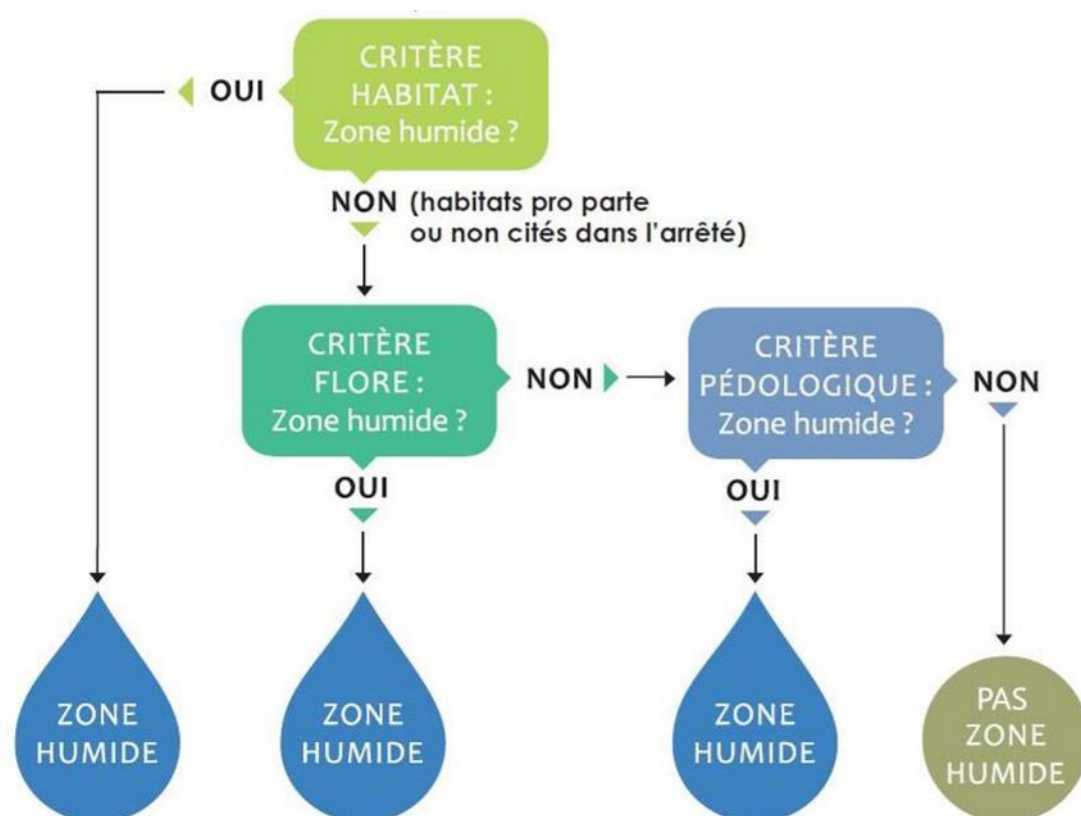 CRITÈRE
HABITAT :
Zone humide ?
OUI
NON (habitats pro parte
ou non cités dans l'arrêté)
CRITÈRE
FLORE :
Zone humide ?
NON
CRITÈRE
PÉDOLOGIQUE :
Zone humide ?
NON
OUI
OUI
ZONE
HUMIDE
ZONE
HUMIDE
ZONE
HUMIDE
PAS
ZONE
HUMIDE